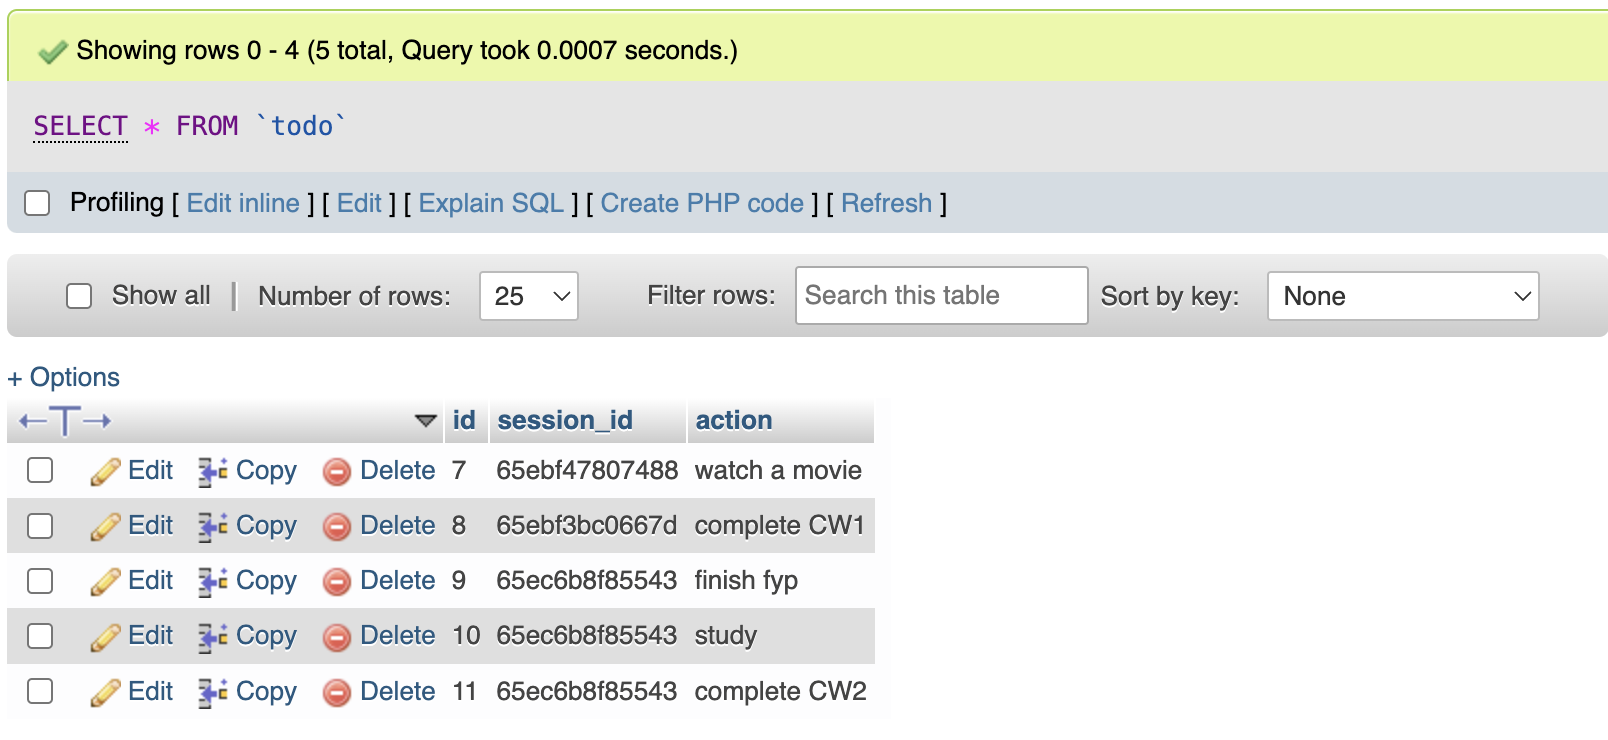 Showing rows 0 - 4 (5 total, Query took 0.0007 seconds.)
SELECT * FROM `todo`
Profiling [ Edit inline ] [ Edit ] [ Explain SQL ] [ Create PHP code ] [ Refresh ]
Show all | Number of rows: 25 Filter rows: Search this table Sort by key: None
+ Options
←T→ id session_id action
Edit Copy Delete 7 65ebf47807488 watch a movie
Edit Copy Delete 8 65ebf3bc0667d complete CW1
Edit Copy Delete 9 65ec6b8f85543 finish fyp
Edit Copy Delete 10 65ec6b8f85543 study
Edit Copy Delete 11 65ec6b8f85543 complete CW2